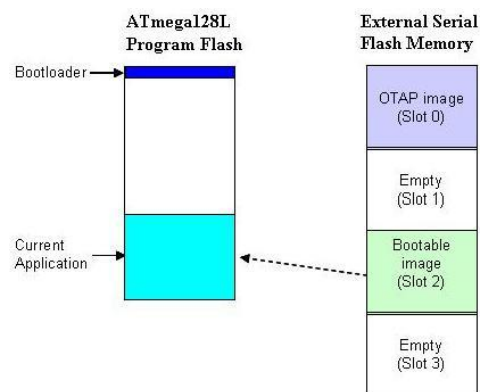 ATmega128L
Program Flash
External Serial
Flash Memory
Bootloader
OTAP image
(Slot 0)
Empty
(Slot 1)
Current
Application
Bootable
image
(Slot 2)
Empty
(Slot 3)